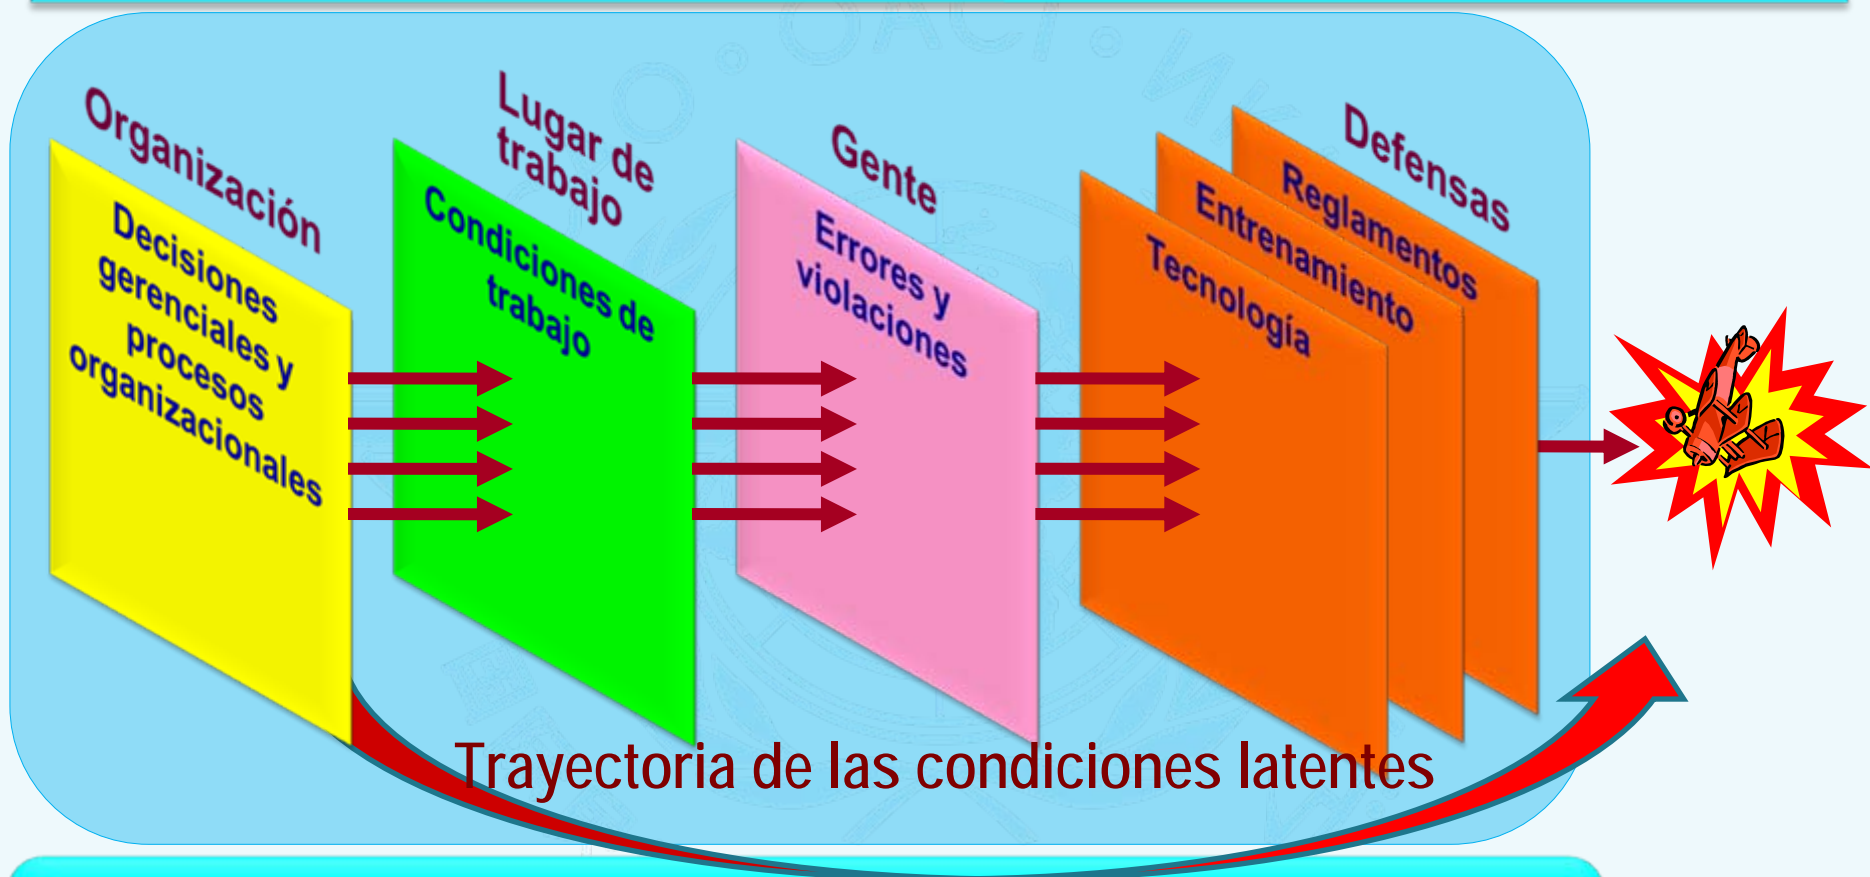 Organización
Decisiones
gerenciales y
procesos
organizacionales
Lugar de
trabajo
Condiciones de
trabajo
Gente
Errores y
violaciones
Defensas
Reglamentos
Entrenamiento
Tecnología
Trayectoria de las condiciones latentes
OACI